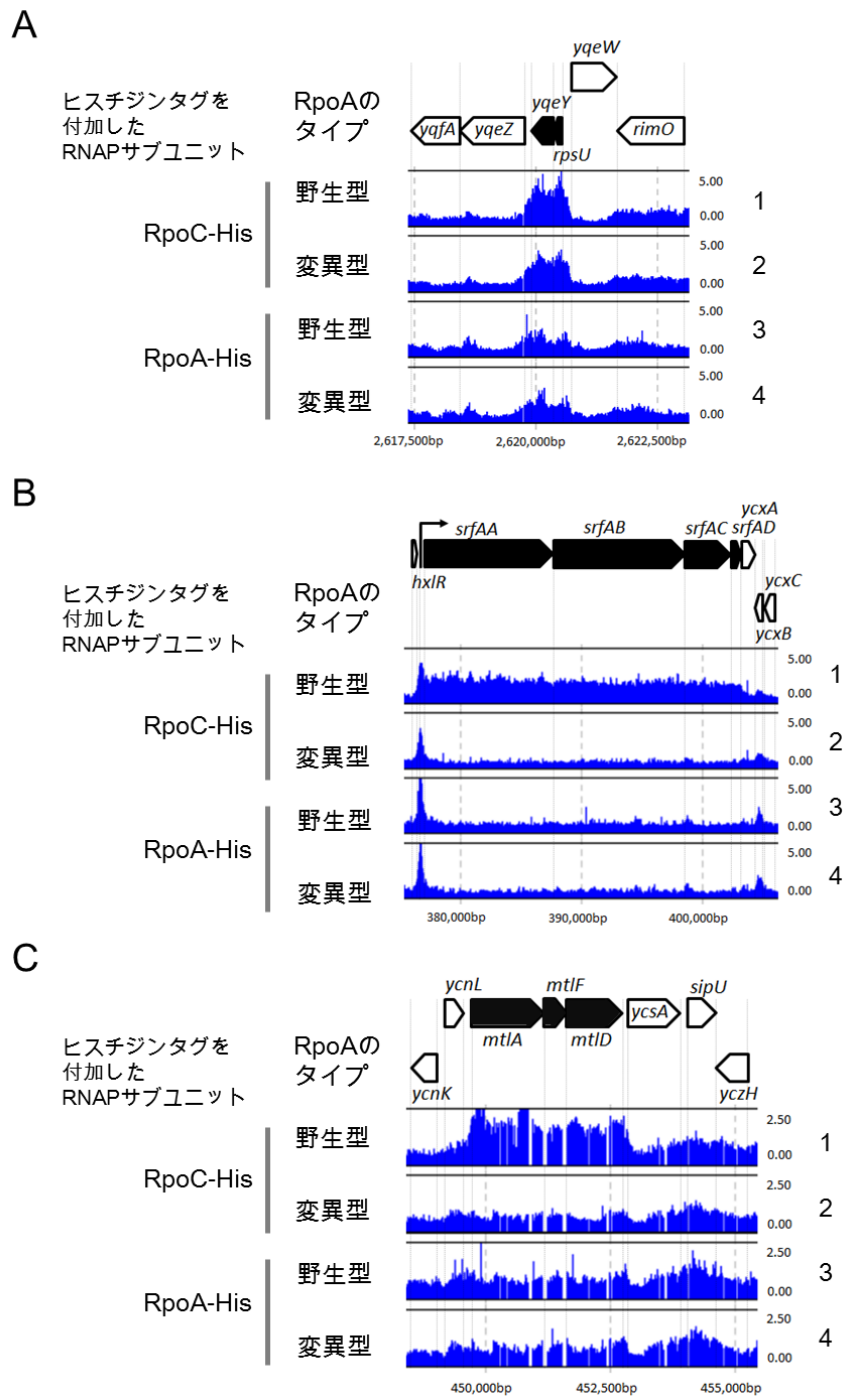 A
yqeW
ヒスチジンタグを
付加した
RNAPサブユニット
RpoAの
タイプ
yqeY
yqfA
yqeZ
rimO
rpsU
RpoC-His
野生型
5.00
0.00
1
変異型
5.00
0.00
2
RpoA-His
野生型
5.00
0.00
3
変異型
5.00
0.00
4
2,617,500bp
2,620,000bp
2,622,500bp
B
ycxA
srfAA
srfAB
srfAC
srfAD
hxlR
ycxC
ycxB
ヒスチジンタグを
付加した
RNAPサブユニット
RpoAの
タイプ
RpoC-His
野生型
5.00
0.00
1
変異型
5.00
0.00
2
RpoA-His
野生型
5.00
0.00
3
変異型
5.00
0.00
4
380,000bp
390,000bp
400,000bp
C
ycnL
mtlF
sipU
ycsA
mtlA
mtlD
ヒスチジンタグを
付加した
RNAPサブユニット
RpoAの
タイプ
ycnK
yczH
RpoC-His
野生型
2.50
0.00
1
変異型
2.50
0.00
2
RpoA-His
野生型
2.50
0.00
3
変異型
2.50
0.00
4
450,000bp
452,500bp
455,000bp